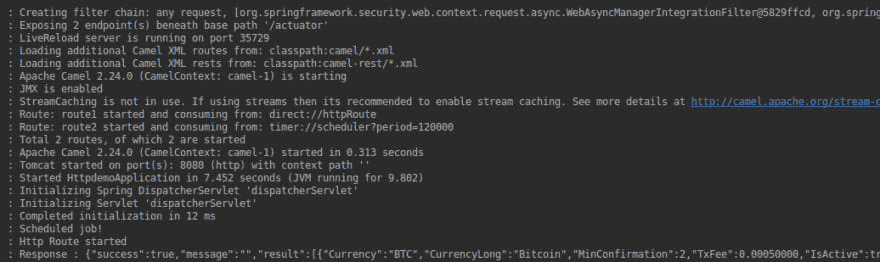 : Creating filter chain: any request, [org.springframework.security.web.context.request.async.WebAsyncManagerIntegrationFilter@5829ffcd, org.spring
: Exposing 2 endpoint(s) beneath base path '/actuator'
: LiveReload server is running on port 35729
: Loading additional Camel XML routes from: classpath:camel/*.xml
: Loading additional Camel XML rests from: classpath:camel-rest/*.xml
: Apache Camel 2.24.0 (CamelContext: camel-1) is starting
: JMX is enabled
: StreamCaching is not in use. If using streams then its recommended to enable stream caching. See more details at http://camel.apache.org/stream-c
: Route: route1 started and consuming from: direct://httpRoute
: Route: route2 started and consuming from: timer://scheduler?period=120000
: Total 2 routes, of which 2 are started
: Apache Camel 2.24.0 (CamelContext: camel-1) started in 0.313 seconds
: Tomcat started on port(s): 8080 (http) with context path ''
: Started HttpdemoApplication in 7.452 seconds (JVM running for 9.802)
: Initializing Spring DispatcherServlet 'dispatcherServlet'
: Initializing Servlet 'dispatcherServlet'
: Completed initialization in 12 ms
: Scheduled job!
: Http Route started
: Response : {"success":true,"message":"","result":[{"Currency":"BTC","CurrencyLong":"Bitcoin","MinConfirmation":2,"TxFee":0.00050000,"IsActive":tr